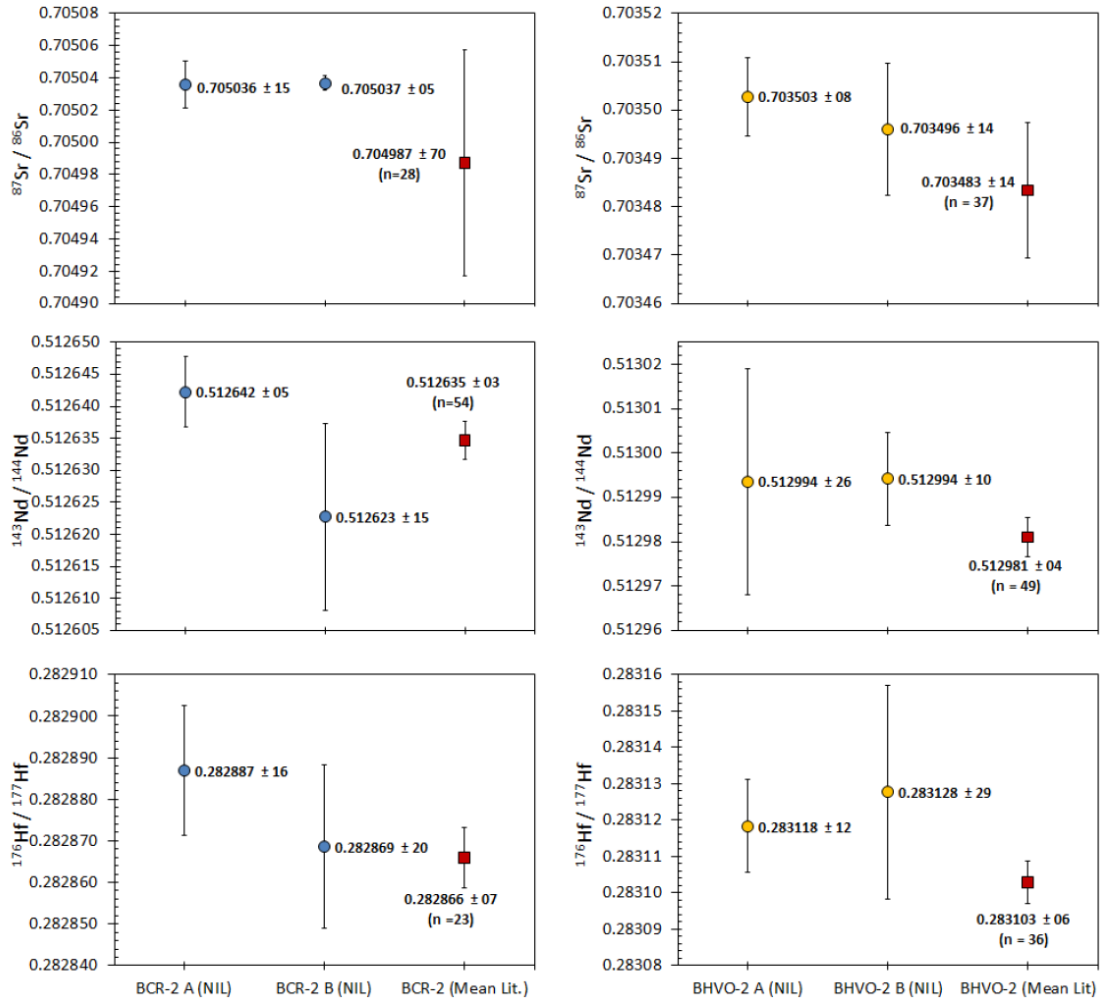 0.70508
0.70506
0.70504
0.70502
0.70500
0.70498
0.70496
0.70494
0.70492
0.70490
87Sr / 86Sr
0.705036 ± 15
0.705037 ± 05
0.704987 ± 70
(n=28)
0.70352
0.70351
0.70350
0.70349
0.70348
0.70347
0.70346
87Sr / 86Sr
0.703503 ± 08
0.703496 ± 14
0.703483 ± 14
(n = 37)
0.512650
0.512645
0.512640
0.512635
0.512630
0.512625
0.512620
0.512615
0.512610
0.512605
143Nd / 144Nd
0.512642 ± 05
0.512623 ± 15
0.512635 ± 03
(n=54)
0.51302
0.51301
0.51300
0.51299
0.51298
0.51297
0.51296
143Nd / 144Nd
0.512994 ± 26
0.512994 ± 10
0.512981 ± 04
(n = 49)
0.282910
0.282900
0.282890
0.282880
0.282870
0.282860
0.282850
0.282840
176Hf / 177Hf
0.282887 ± 16
0.282869 ± 20
0.282866 ± 07
(n =23)
BCR-2 A (NIL)
BCR-2 B (NIL)
BCR-2 (Mean Lit.)
0.28316
0.28315
0.28314
0.28313
0.28312
0.28311
0.28310
0.28309
0.28308
176Hf / 177Hf
0.283118 ± 12
0.283128 ± 29
0.283103 ± 06
(n = 36)
BHVO-2 A (NIL)
BHVO-2 B (NIL)
BHVO-2 (Mean Lit)